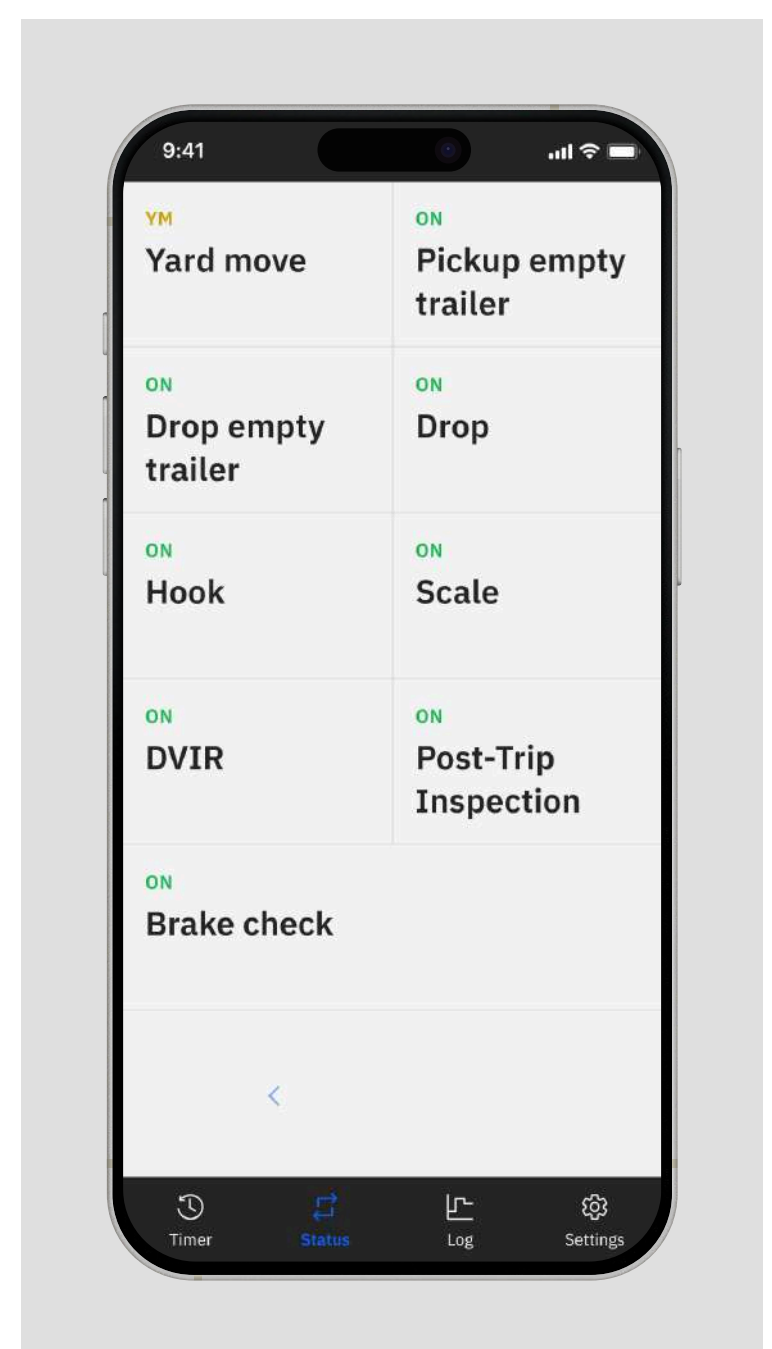 9:41
YM
Yard move
ON
Pickup empty
trailer
ON
Drop empty
trailer
ON
Drop
ON
Hook
ON
Scale
ON
DVIR
ON
Post-Trip
Inspection
ON
Brake check
Timer
Status
Log
Settings